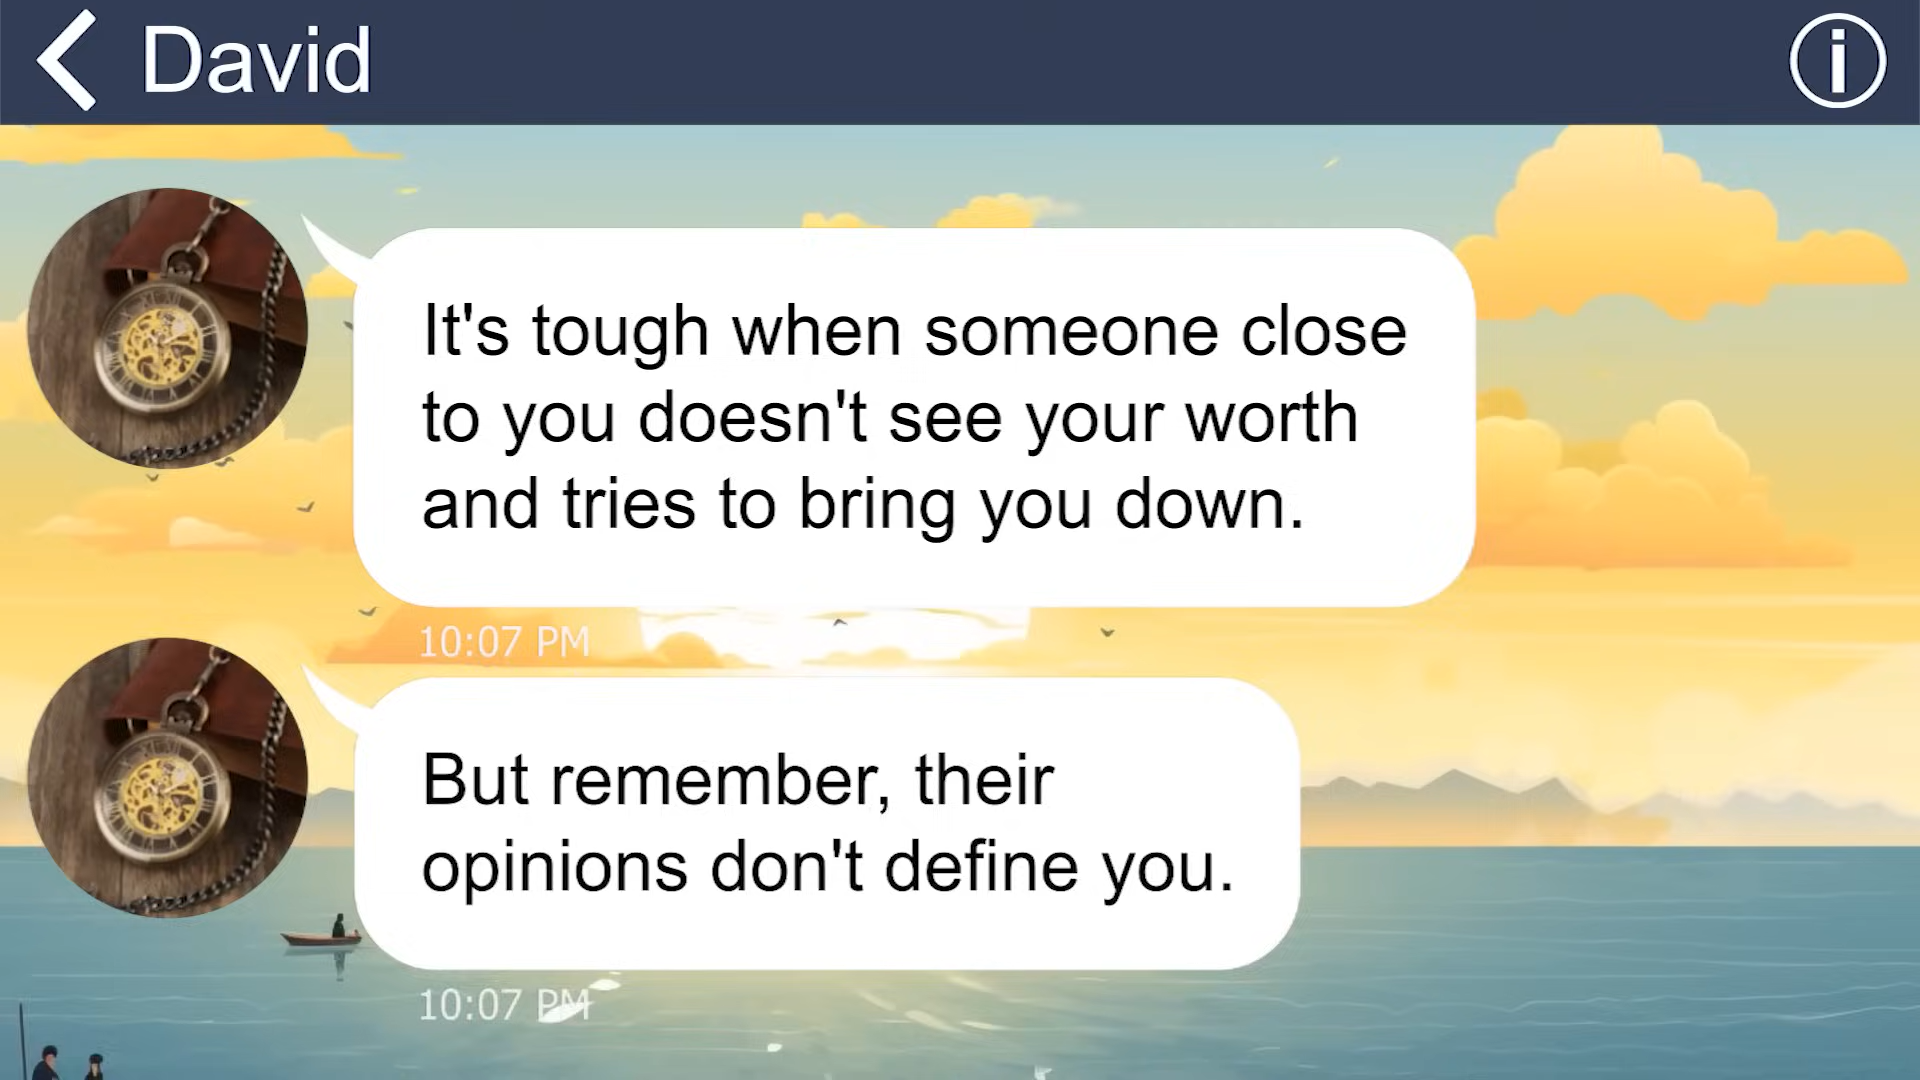 David
It's tough when someone close
to you doesn't see your worth
and tries to bring you down.
10:07 PM
But remember, their
opinions don't define you.
10:07 PM